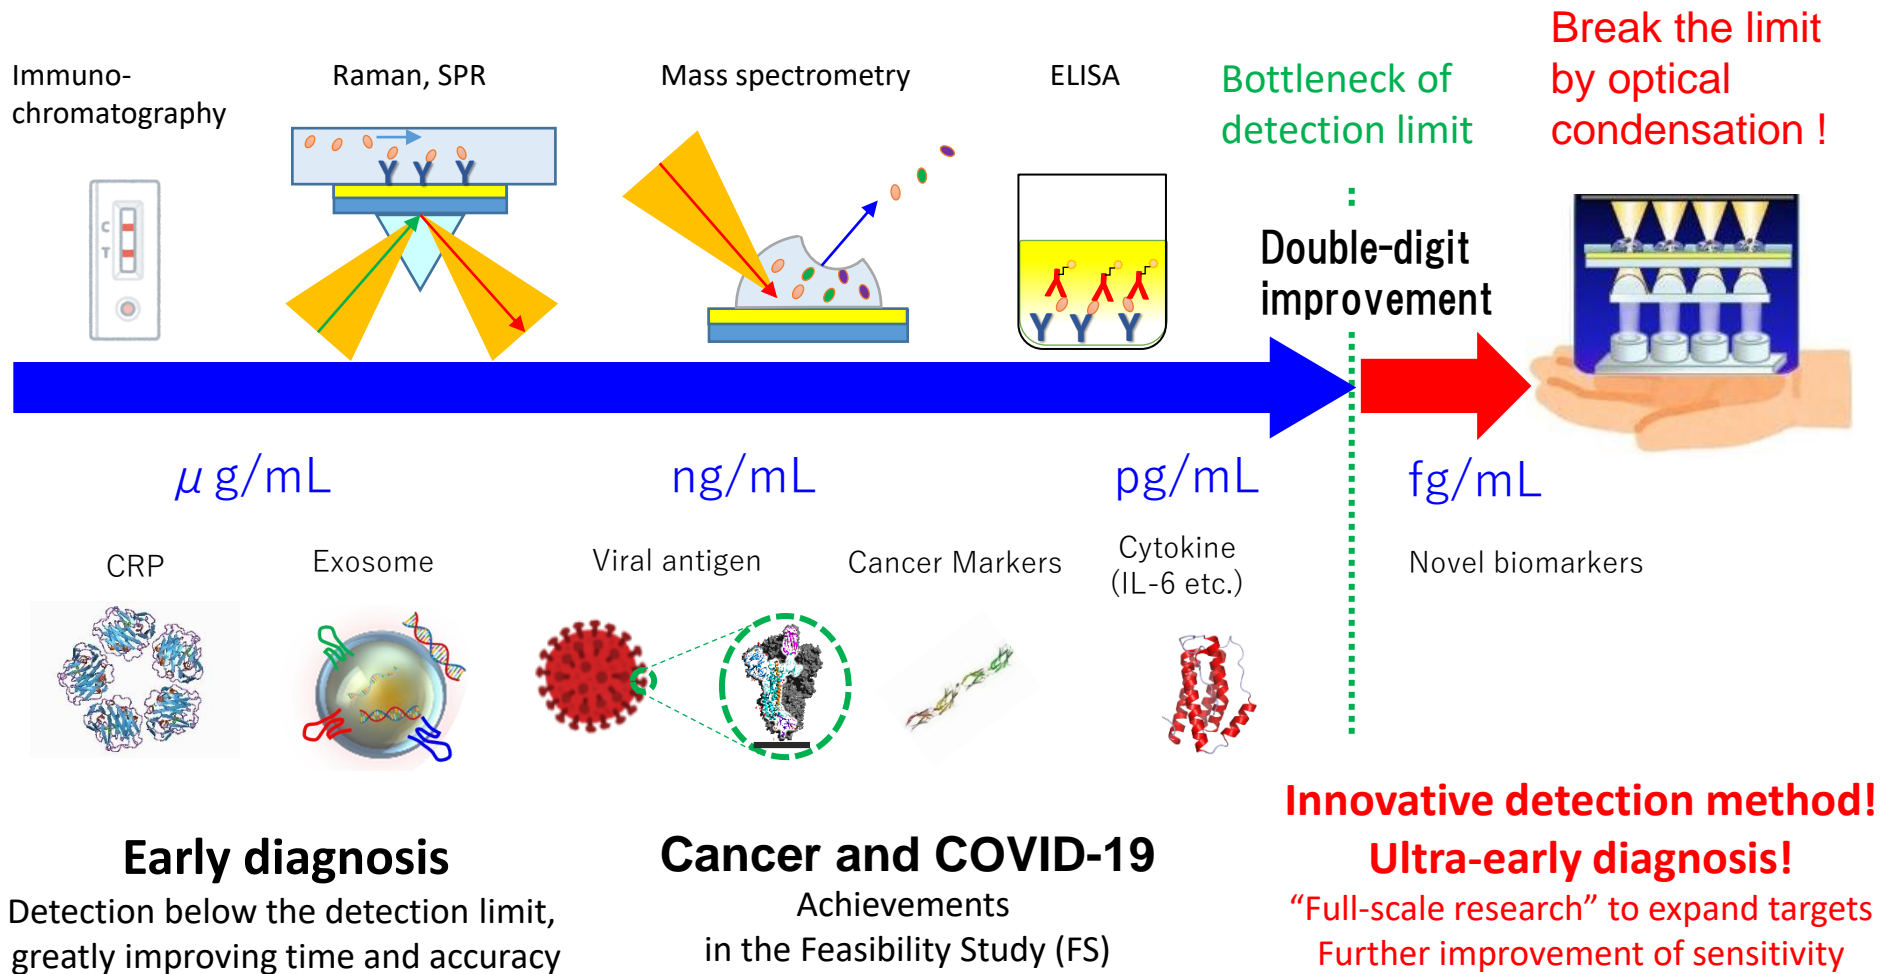 Immuno-
chromatography
Raman, SPR
Mass spectrometry
ELISA
Bottleneck of
detection limit
Break the limit
by optical
condensation !
C
T
Double-digit
improvement
μg/mL
ng/mL
pg/mL
fg/mL
CRP
Exosome
Viral antigen
Cancer Markers
Cytokine
(IL-6 etc.)
Novel biomarkers
Early diagnosis
Detection below the detection limit,
greatly improving time and accuracy
Cancer and COVID-19
Achievements
in the Feasibility Study (FS)
Innovative detection method!
Ultra-early diagnosis!
“Full-scale research” to expand targets
Further improvement of sensitivity